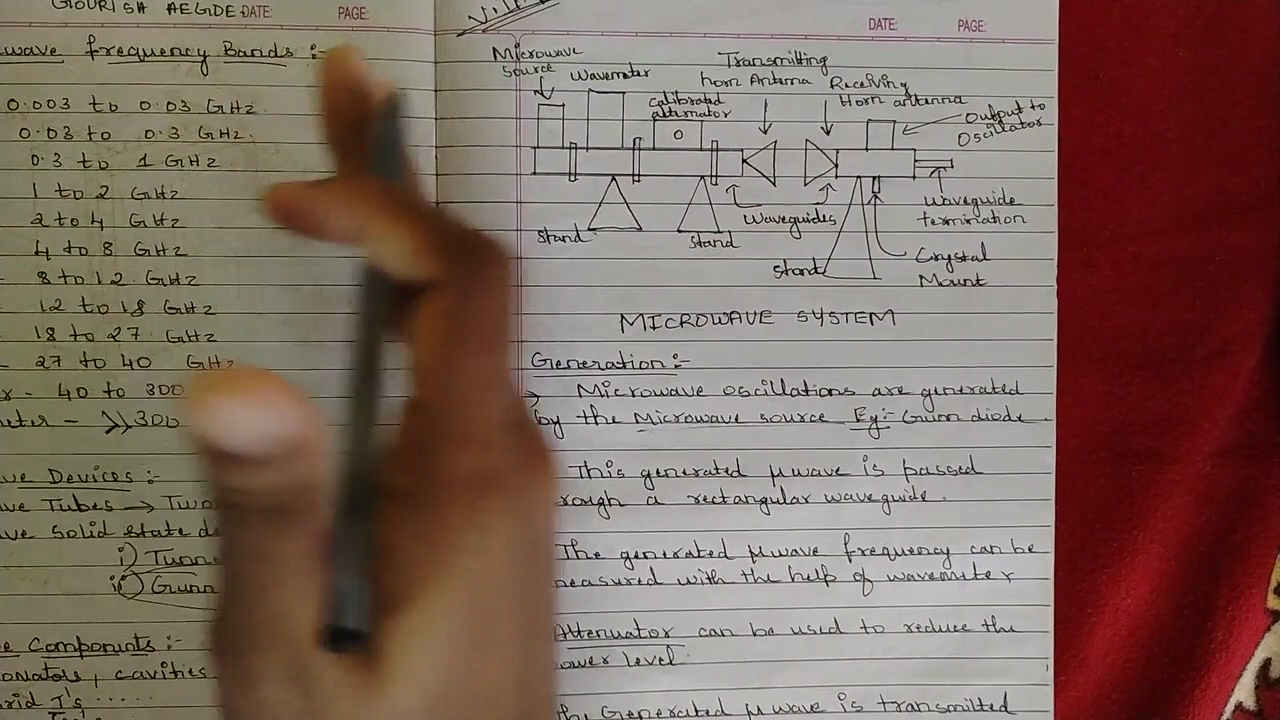 GOURISH AEGDE DATE: PAGE:
wave frequency Bands :-
0.003 to 0.03 GHz
0.03 to 0.3 GHz.
0.3 to 1 GHz
1 to 2 GHz
2 to 4 GHz
4 to 8 GHz
8 to 12 GHz
12 to 18 GHz
18 to 27 GHz
27 to 40 GHz
40 to 300
>>300
Devices :-
Tubes → Two
Solid state
i)
ii) Gunn
Components :-
cavities
T's .....
DATE: PAGE:
Microwave
Source
Wavemeter
calibrated
attenuator
Transmitting
horn Antenna
Receiving
Horn antenna
Output to
Oscillator
Waveguides
Waveguide
termination
Stand
Stand
Stand
Crystal
Mount
MICROWAVE SYSTEM
Generation :-
→ Microwave oscillations are generated
by the Microwave source Eg:- Gunn diode
This generated μwave is passed
rough a rectangular waveguide.
The generated μwave frequency can be
measured with the help of wavemeter
Attenuator can be used to reduce the
ower level.
The Generated μwave is transmitted